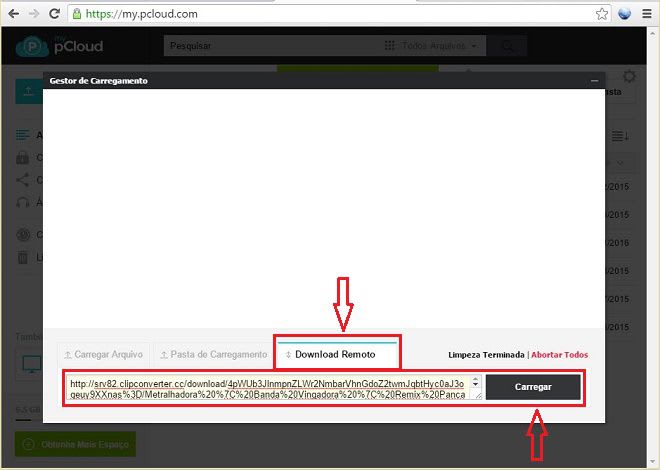 https://my.pcloud.com
my
pCloud
Pesquisar
Todos Arquivos
Gestor de Carregamento
Carregar Arquivo
Pasta de Carregamento
Download Remoto
Limpeza Terminada | Abortar Todos
http://srv82.clipconverter.cc/download/4pWUb3JlnmpnZLWr2NmbarVhnGdoZ2twmJqbtHyc0aJ3o
geuy9XXnas%3D/Metralhadora%20%7C%20Banda%20Vingadora%20%7C%20Remix%20Panca
Carregar
Obtenha Mais Espaço